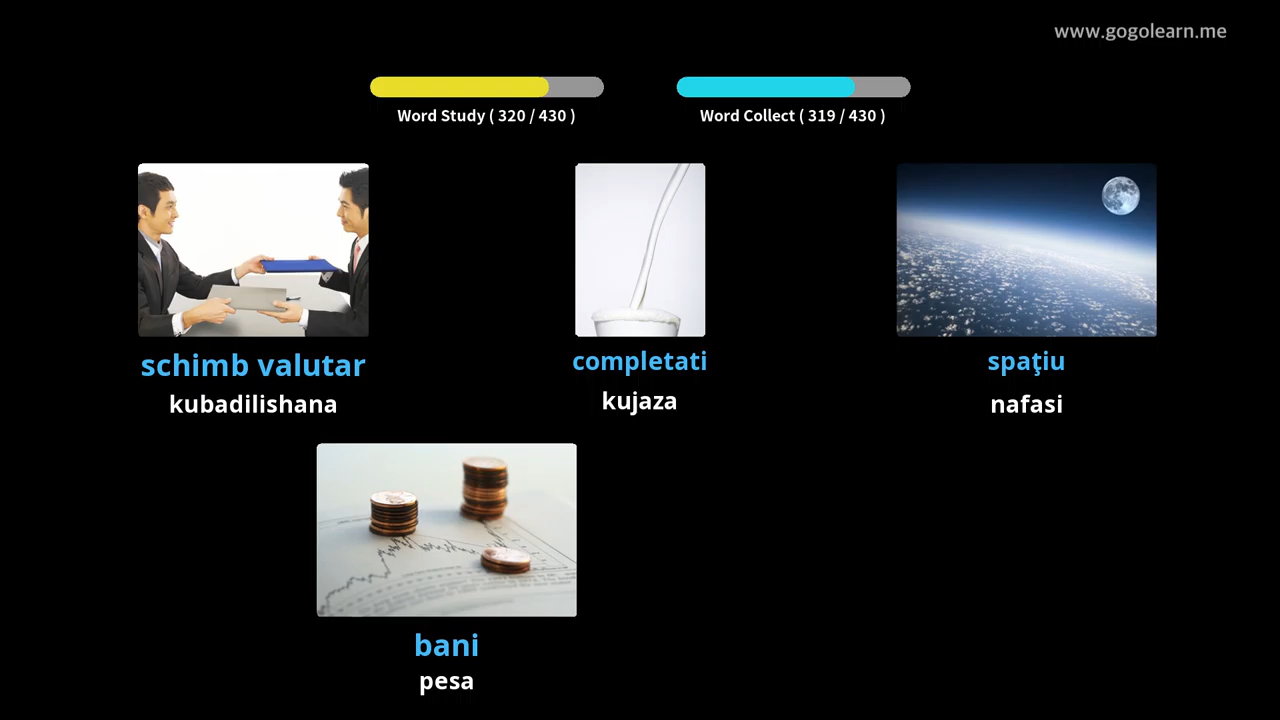 www.gogolearn.me
Word Study ( 320 / 430 )
Word Collect ( 319 / 430 )
schimb valutar
kubadilishana
completati
kujaza
spaţiu
nafasi
bani
pesa